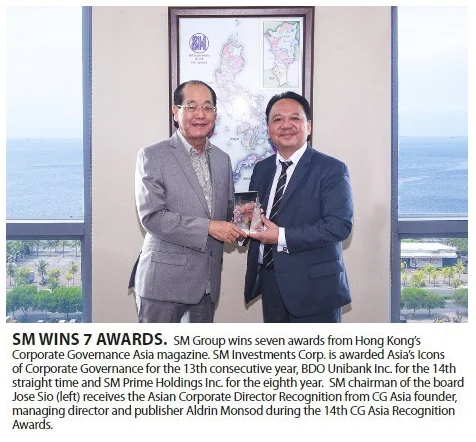 SM
SM WINS 7 AWARDS. SM Group wins seven awards from Hong Kong's
Corporate Governance Asia magazine. SM Investments Corp. is awarded Asia's Icons
of Corporate Governance for the 13th consecutive year, BDO Unibank Inc. for the 14th
straight time and SM Prime Holdings Inc. for the eighth year. SM chairman of the board
Jose Sio (left) receives the Asian Corporate Director Recognition from CG Asia founder,
managing director and publisher Aldrin Monsod during the 14th CG Asia Recognition
Awards.